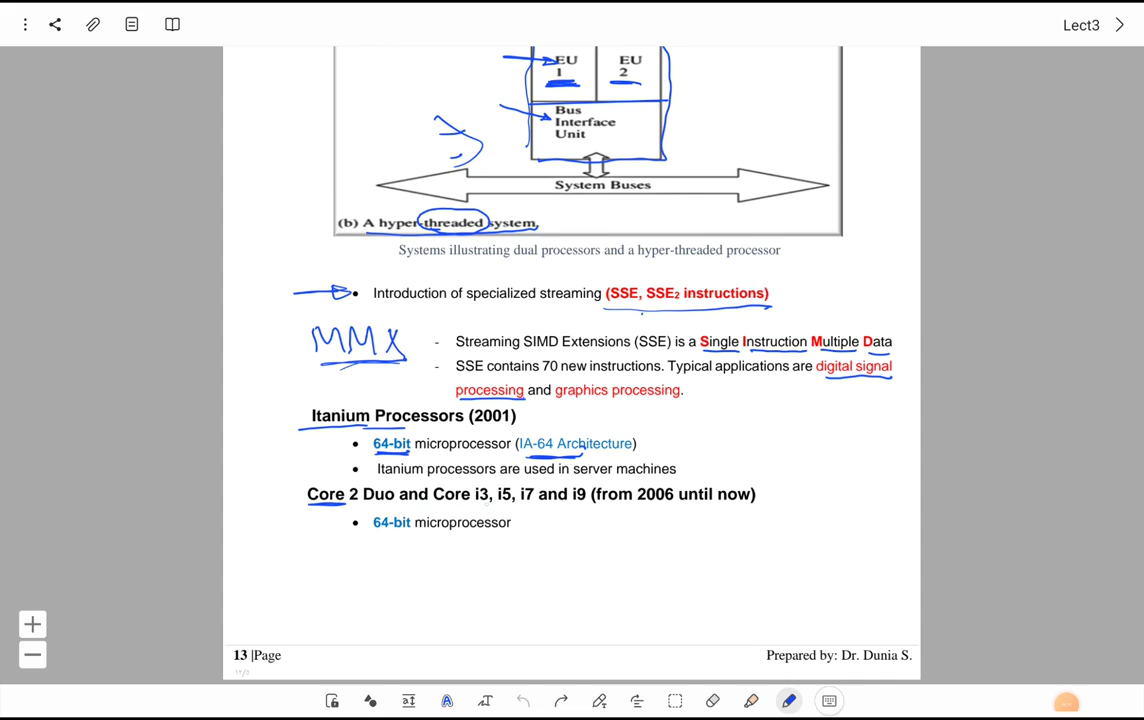 Lect3
EU EU
1 2
Bus
Interface
Unit
System Buses
(b) A hyper-threaded system,
Systems illustrating dual processors and a hyper-threaded processor
• Introduction of specialized streaming (SSE, SSE2 instructions)
MMX
- Streaming SIMD Extensions (SSE) is a Single Instruction Multiple Data
- SSE contains 70 new instructions. Typical applications are digital signal
processing and graphics processing.
Itanium Processors (2001)
• 64-bit microprocessor (IA-64 Architecture)
• Itanium processors are used in server machines
Core 2 Duo and Core i3, i5, i7 and i9 (from 2006 until now)
• 64-bit microprocessor
13 |Page Prepared by: Dr. Dunia S.